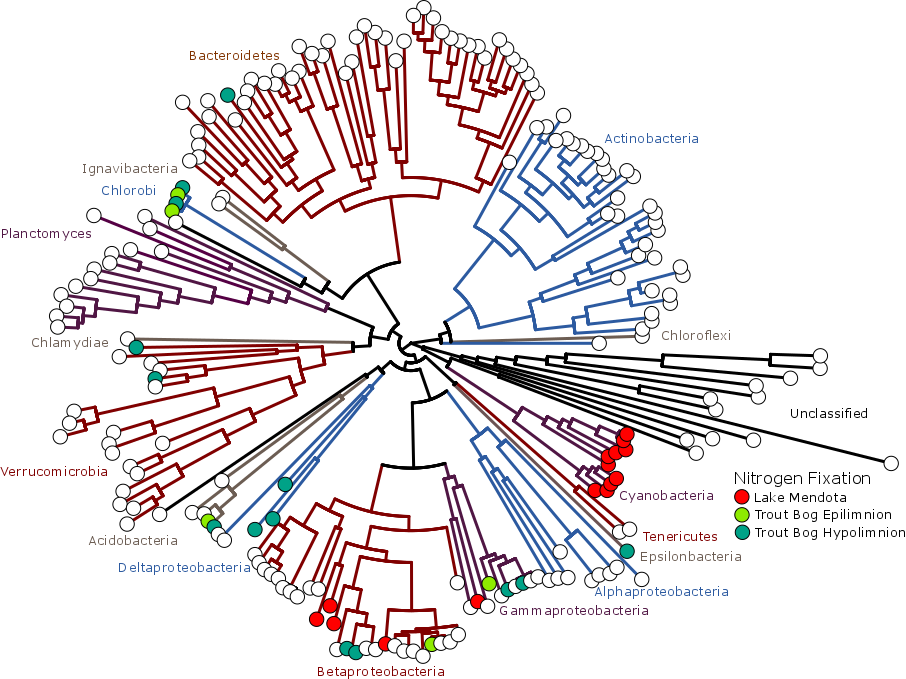 Bacteroidetes
Actinobacteria
Ignavibacteria
Chlorobi
Planctomyces
Chlamydiae
Chloroflexi
Unclassified
Verrucomicrobia
Nitrogen Fixation
Lake Mendota
Trout Bog Epilimnion
Trout Bog Hypolimnion
Cyanobacteria
Acidobacteria
Tenericutes
Epsilonbacteria
Deltaproteobacteria
Alphaproteobacteria
Gammaproteobacteria
Betaproteobacteria